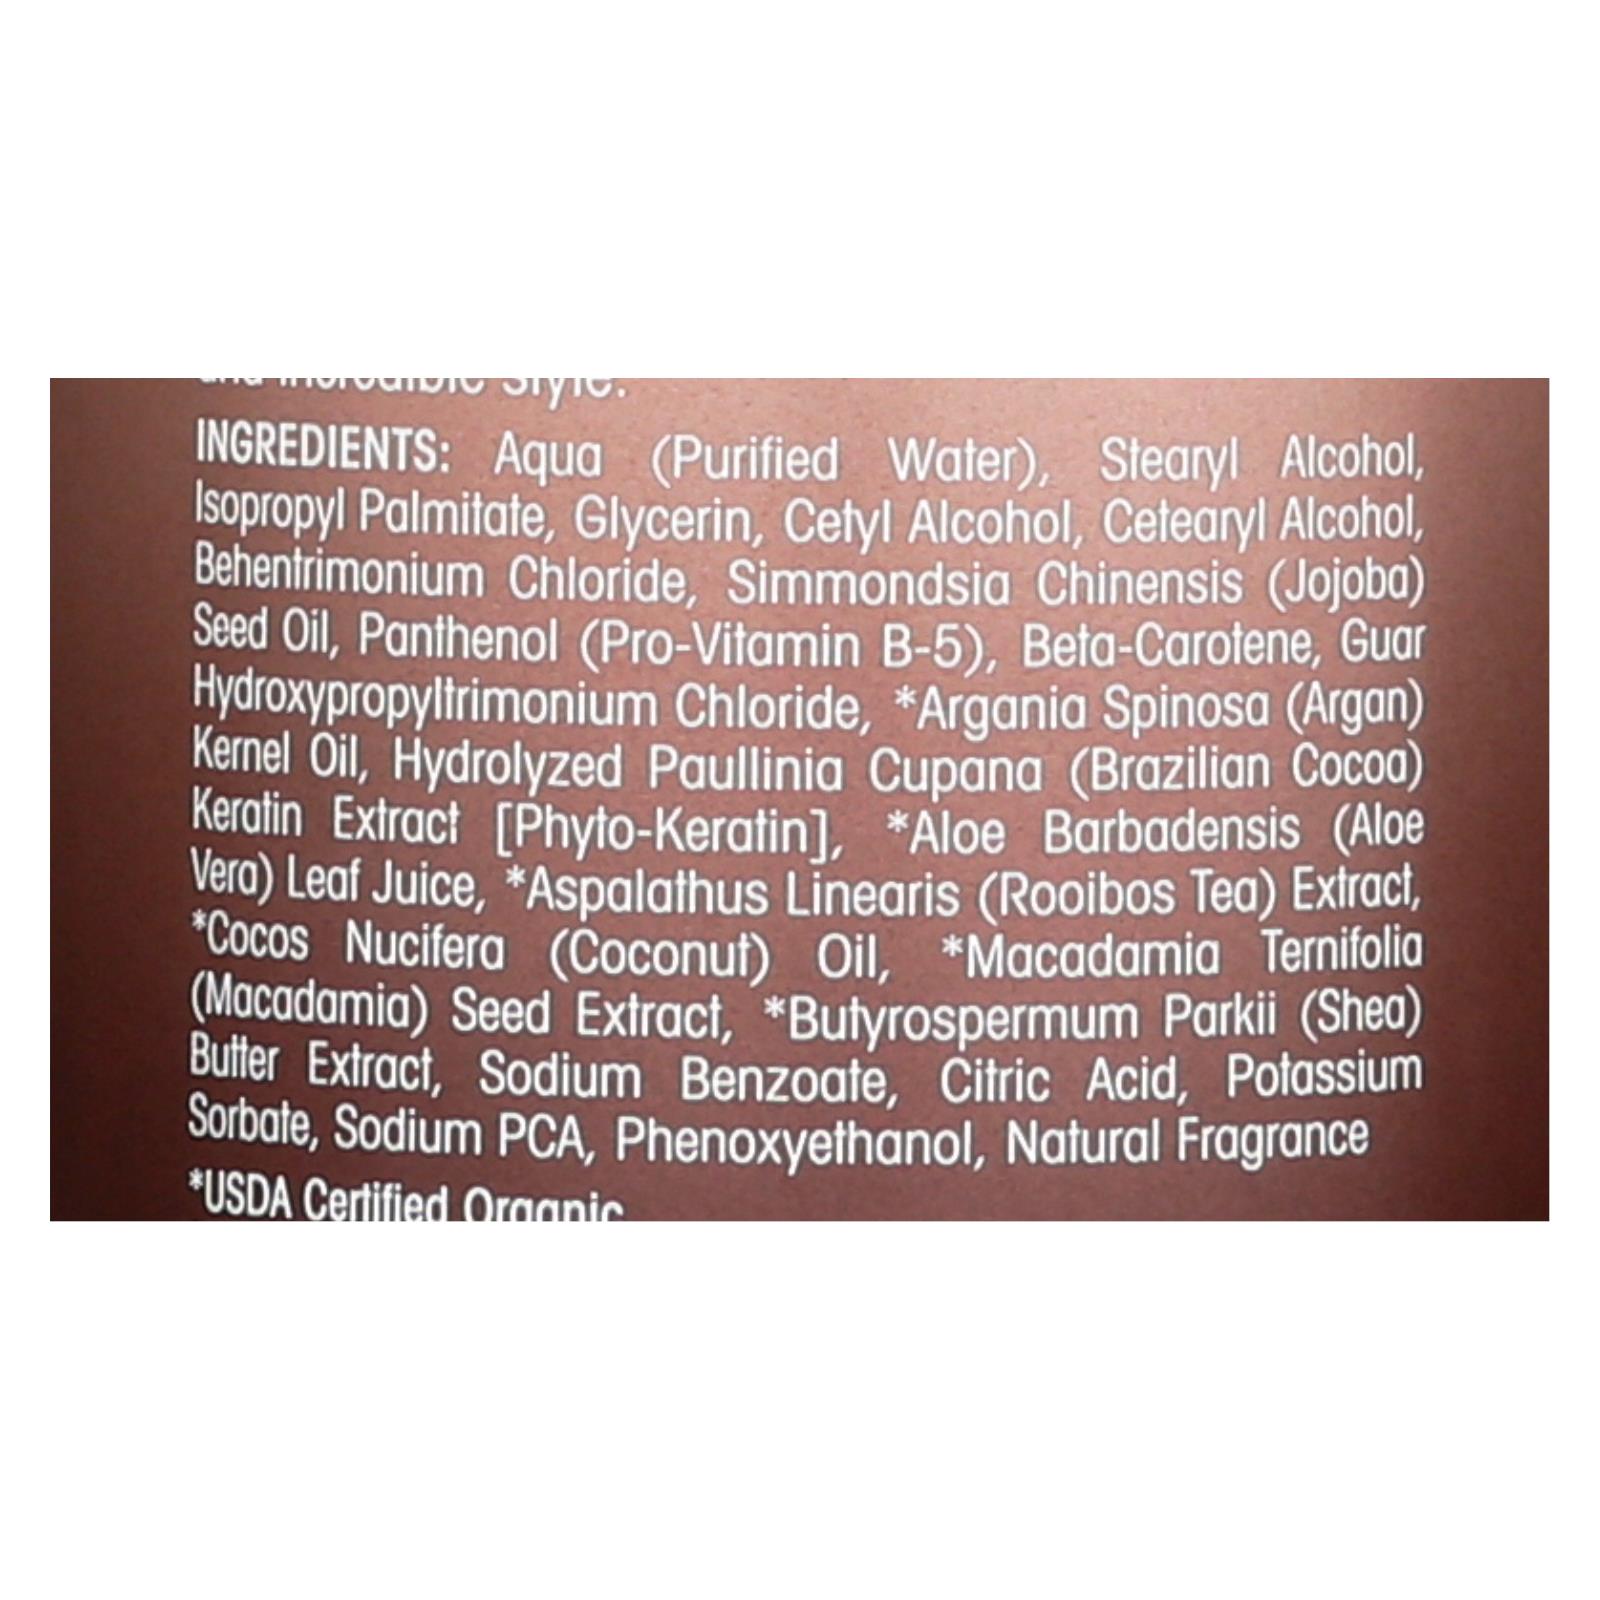 and Incredible Style.
INGREDIENTS: Aqua (Purified Water), Stearyl Alcohol,
Isopropyl Palmitate, Glycerin, Cetyl Alcohol, Cetearyl Alcohol,
Behentrimonium Chloride, Simmondsia Chinensis (Jojoba)
Seed Oil, Panthenol (Pro-Vitamin B-5), Beta-Carotene, Guar
Hydroxypropyltrimonium Chloride, *Argania Spinosa (Argan)
Kernel Oil, Hydrolyzed Paullinia Cupana (Brazilian Cocoa)
Keratin Extract [Phyto-Keratin], *Aloe Barbadensis (Aloe
Vera) Leaf Juice, *Aspalathus Linearis (Rooibos Tea) Extract,
*Cocos Nucifera (Coconut) Oil, *Macadamia Ternifolia
(Macadamia) Seed Extract, *Butyrospermum Parkii (Shea)
Butter Extract, Sodium Benzoate, Citric Acid, Potassium
Sorbate, Sodium PCA, Phenoxyethanol, Natural Fragrance
*USDA Certified Organic